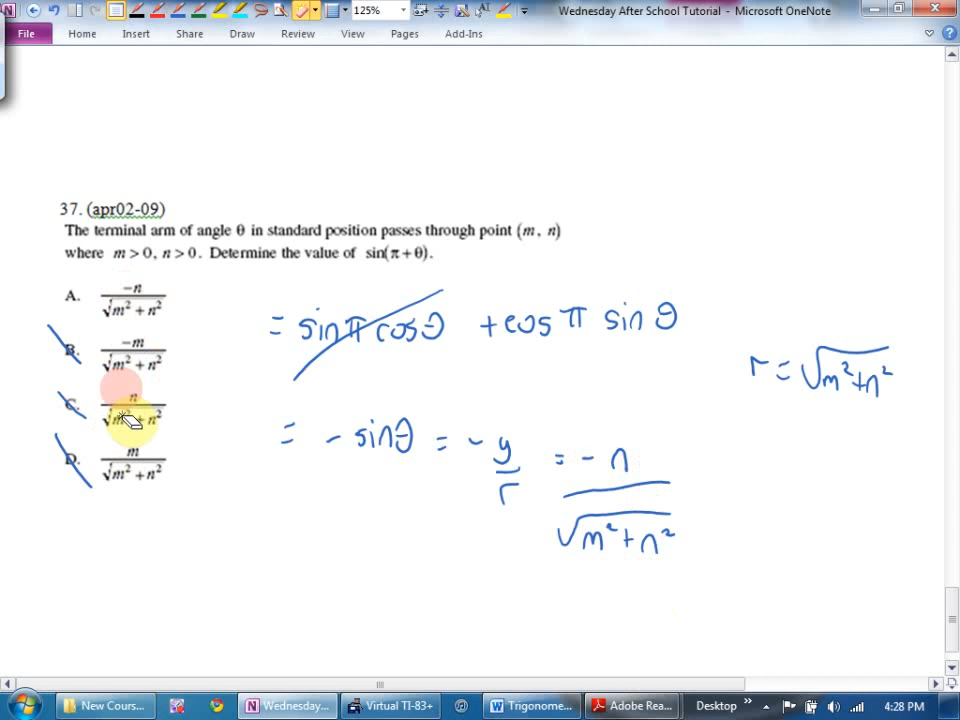 125%
Wednesday After School Tutorial - Microsoft OneNote
File Home Insert Share Draw Review View Pages Add-Ins
37. (apr02-09)
The terminal arm of angle θ in standard position passes through point (m, n)
where m > 0, n > 0. Determine the value of sin(π + θ).
A. -n / √m² + n²
B. -m / √m² + n²
C. n / √m² + n²
D. m / √m² + n²
= sin π cos θ + cos π sin θ
r = √m² + n²
= - sin θ = - y / r = - n / √m² + n²
New Cours... Wednesday... Virtual TI-83+ Trigonome... Adobe Rea... Desktop » 4:28 PM